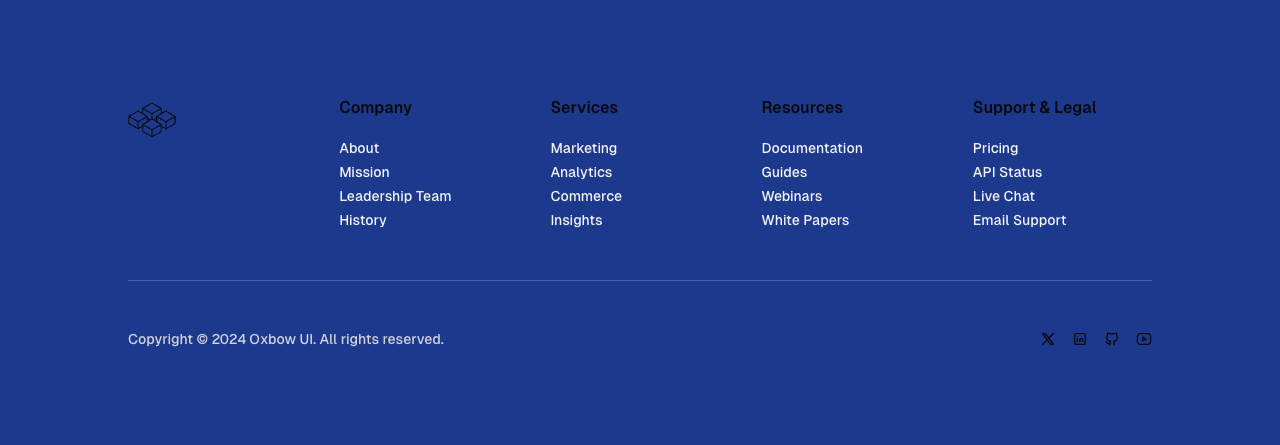 Company
About
Mission
Leadership Team
History
Services
Marketing
Analytics
Commerce
Insights
Resources
Documentation
Guides
Webinars
White Papers
Support & Legal
Pricing
API Status
Live Chat
Email Support
Copyright © 2024 Oxbow UI. All rights reserved.